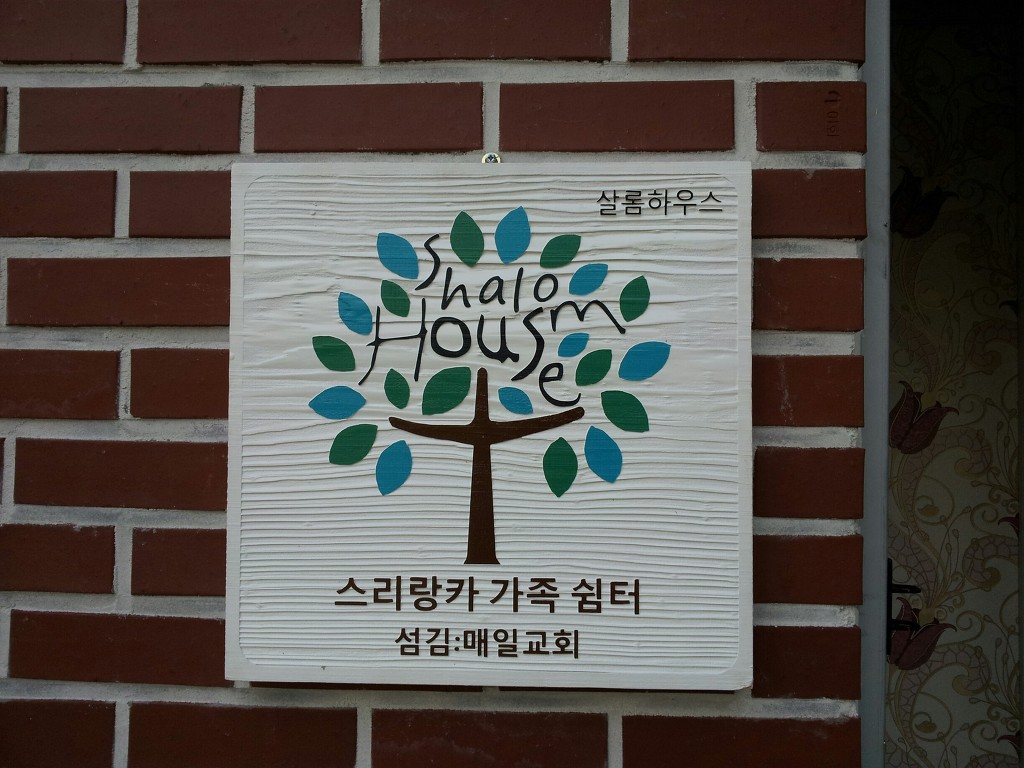 살롬하우스
Shalom
House
스리랑카 가족 쉼터
섬김:매일교회